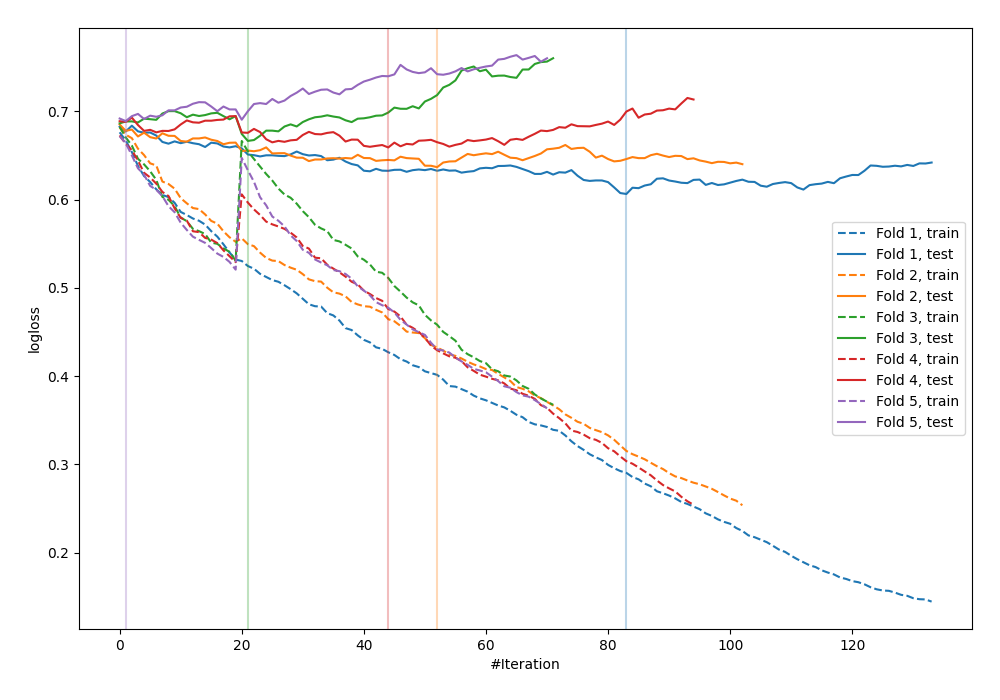 0.7
0.6
0.5
0.4
0.3
0.2
logloss
0 20 40 60 80 100 120
#Iteration
Fold 1, train
Fold 1, test
Fold 2, train
Fold 2, test
Fold 3, train
Fold 3, test
Fold 4, train
Fold 4, test
Fold 5, train
Fold 5, test